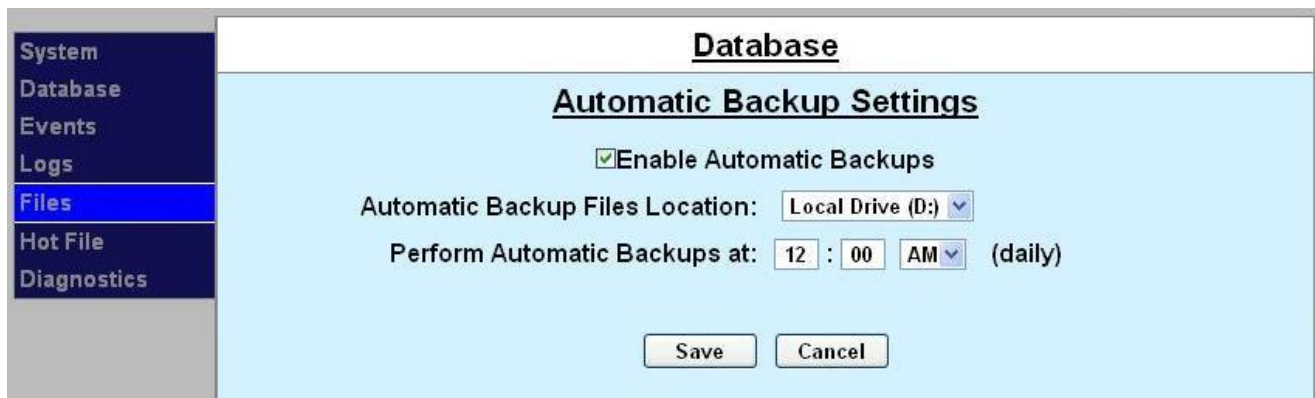 System
Database
Events
Logs
Files
Hot File
Diagnostics
Database
Automatic Backup Settings
Enable Automatic Backups
Automatic Backup Files Location: Local Drive (D:)
Perform Automatic Backups at: 12 : 00 AM (daily)
Save Cancel